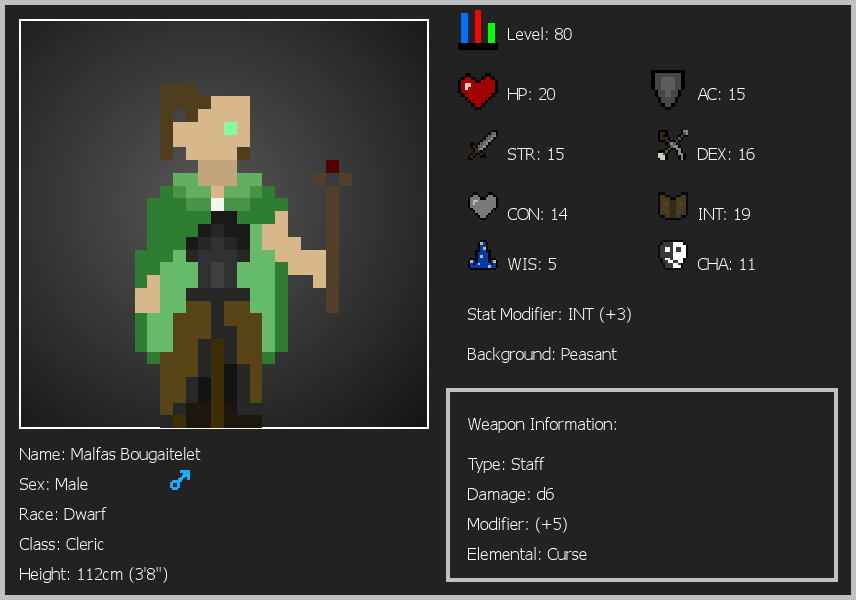 Level: 80
HP: 20
AC: 15
STR: 15
DEX: 16
CON: 14
INT: 19
WIS: 5
CHA: 11
Stat Modifier: INT (+3)
Background: Peasant
Weapon Information:
Type: Staff
Damage: d6
Modifier: (+5)
Elemental: Curse
Name: Malfas Bougaitelet
Sex: Male
Race: Dwarf
Class: Cleric
Height: 112cm (3'8")